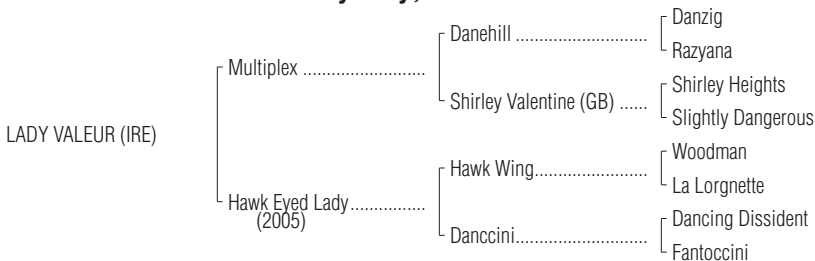 Danzig
Danehill
Razyana
Multiplex
Shirley Heights
Shirley Valentine (GB)
Slightly Dangerous
LADY VALEUR (IRE)
Woodman
Hawk Wing
La Lorgnette
Hawk Eyed Lady
(2005)
Dancing Dissident
Danccini
Fantoccini